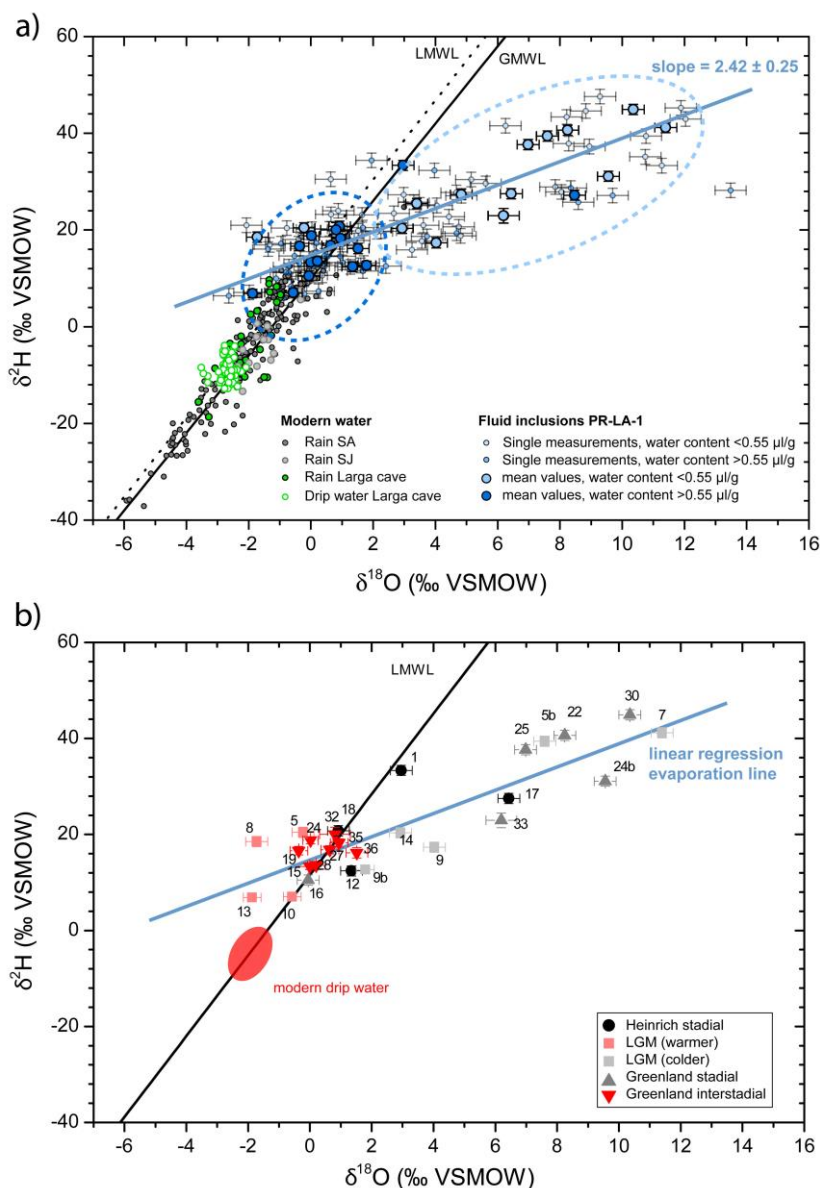 a)
60
40
20
0
-20
-40
δ²H (‰ VSMOW)
LMWL
GMWL
slope = 2.42 ± 0.25
Modern water
Rain SA
Rain SJ
Rain Larga cave
Drip water Larga cave
Fluid inclusions PR-LA-1
Single measurements, water content <0.55 µl/g
Single measurements, water content >0.55 µl/g
mean values, water content <0.55 µl/g
mean values, water content >0.55 µl/g
-6 -4 -2 0 2 4 6 8 10 12 14 16
δ¹⁸O (‰ VSMOW)
b)
60
40
20
0
-20
-40
δ²H (‰ VSMOW)
LMWL
30
25 5b 22 7
1
linear regression
evaporation line
24b
17
32 18
8 5 24 33
35
14
19 27 36 9
15 28
16 12 9b
13 10
modern drip water
Heinrich stadial
LGM (warmer)
LGM (colder)
Greenland stadial
Greenland interstadial
-6 -4 -2 0 2 4 6 8 10 12 14 16
δ¹⁸O (‰ VSMOW)